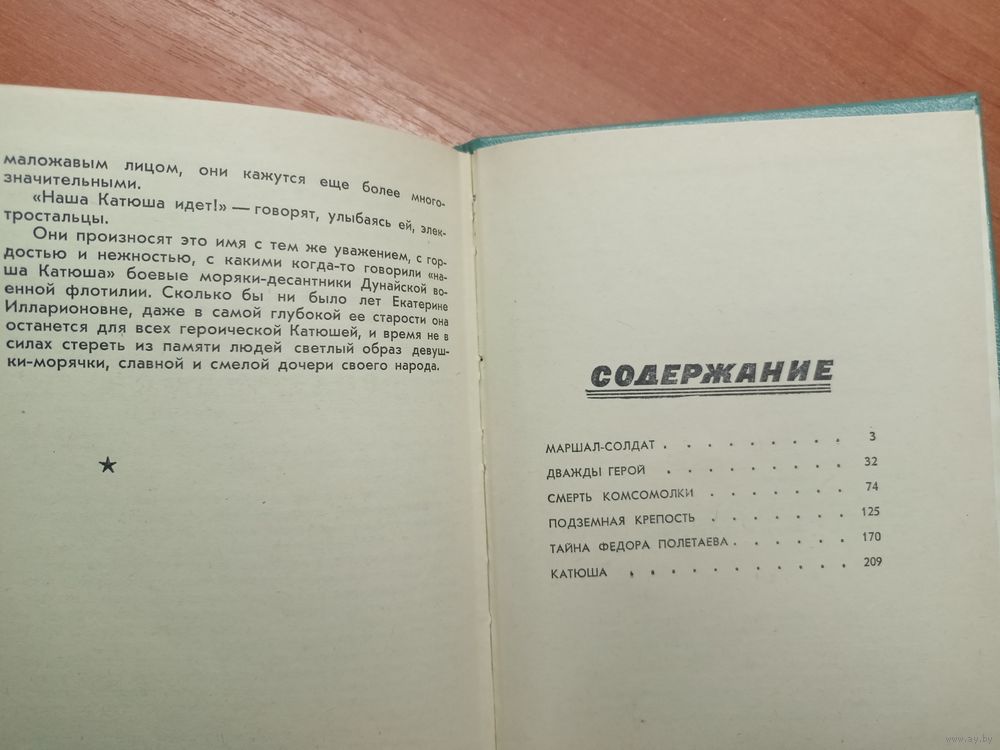 маложавым лицом, они кажутся еще более много-
значительными.
«Наша Катюша идет!» — говорят, улыбаясь ей, элек-
тростальцы.
Они произносят это имя с тем же уважением, с гор-
достью и нежностью, с какими когда-то говорили «на-
ша Катюша» боевые моряки-десантники Дунайской во-
енной флотилии. Сколько бы ни было лет Екатерине
Илларионовне, даже в самой глубокой ее старости она
останется для всех героической Катюшей, и время не в
силах стереть из памяти людей светлый образ девуш-
ки-морячки, славной и смелой дочери своего народа.
СОДЕРЖАНИЕ
МАРШАЛ-СОЛДАТ . . . . . . . . . 3
ДВАЖДЫ ГЕРОЙ . . . . . . . . . 32
СМЕРТЬ КОМСОМОЛКИ . . . . . . . 74
ПОДЗЕМНАЯ КРЕПОСТЬ . . . . . . . 125
ТАЙНА ФЕДОРА ПОЛЕТАЕВА . . . . . . 170
КАТЮША . . . . . . . . . . . 209
www.ay.by